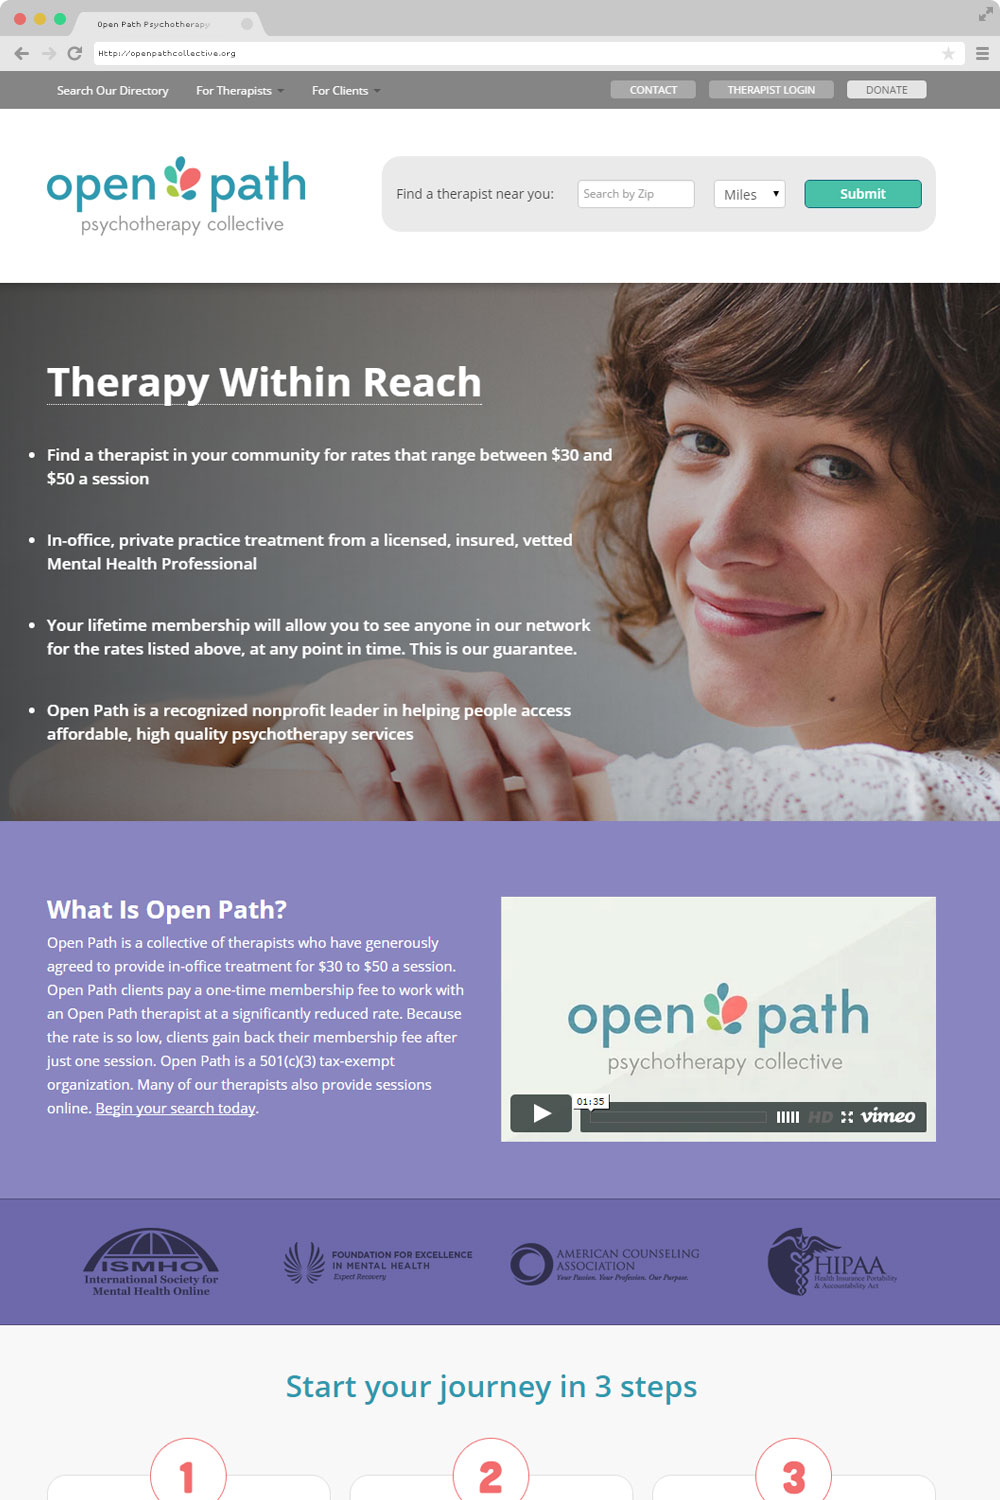 Open Path Psychotherapy
Http://openpathcollective.org
Search Our Directory For Therapists For Clients CONTACT THERAPIST LOGIN DONATE
open path
psychotherapy collective
Find a therapist near you: Search by Zip Miles Submit
Therapy Within Reach
• Find a therapist in your community for rates that range between $30 and
$50 a session
• In-office, private practice treatment from a licensed, insured, vetted
Mental Health Professional
• Your lifetime membership will allow you to see anyone in our network
for the rates listed above, at any point in time. This is our guarantee.
• Open Path is a recognized nonprofit leader in helping people access
affordable, high quality psychotherapy services
What Is Open Path?
Open Path is a collective of therapists who have generously
agreed to provide in-office treatment for $30 to $50 a session.
Open Path clients pay a one-time membership fee to work with
an Open Path therapist at a significantly reduced rate. Because
the rate is so low, clients gain back their membership fee after
just one session. Open Path is a 501(c)(3) tax-exempt
organization. Many of our therapists also provide sessions
online. Begin your search today.
open path
psychotherapy collective
01:35
HD vimeo
ISMHO
International Society for
Mental Health Online
FOUNDATION FOR EXCELLENCE
IN MENTAL HEALTH
Expect Recovery
AMERICAN COUNSELING
ASSOCIATION
Your Passion. Your Profession. Our Purpose.
HIPAA
Health Insurance Portability
& Accountability Act
Start your journey in 3 steps
1 2 3